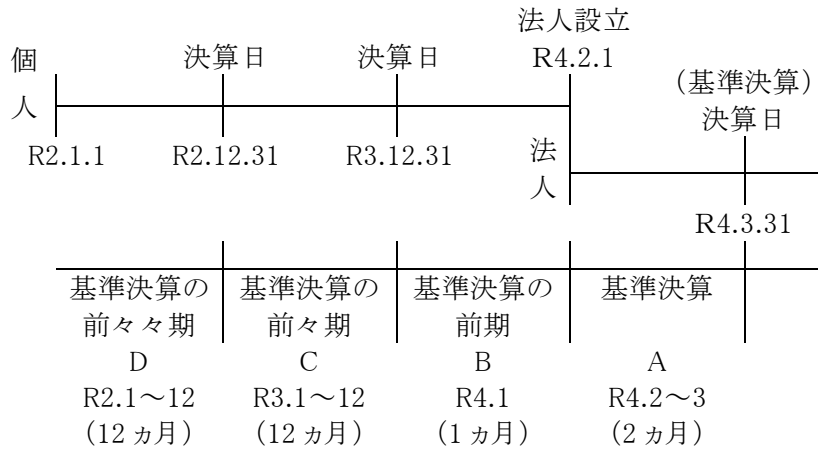 法人設立
個人
決算日
決算日
R4.2.1
(基準決算)
決算日
R2.1.1
R2.12.31
R3.12.31
法人
R4.3.31
基準決算の
前々々期
D
R2.1～12
(12ヵ月)
基準決算の
前々期
C
R3.1～12
(12ヵ月)
基準決算の
前期
B
R4.1
(1ヵ月)
基準決算
A
R4.2～3
(2ヵ月)